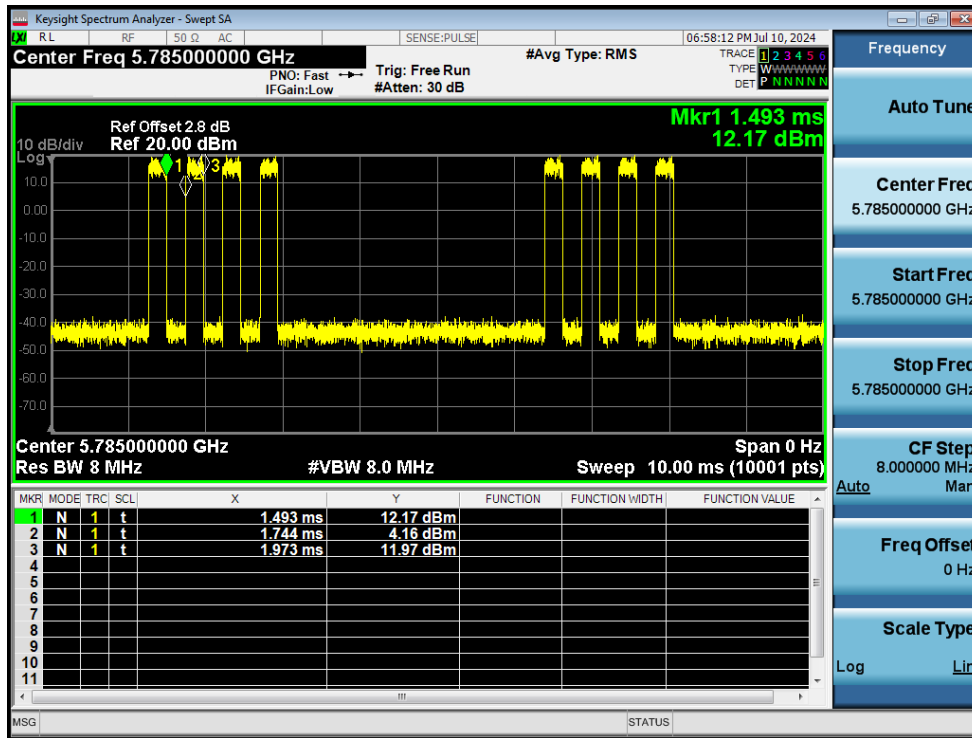 Keysight Spectrum Analyzer - Swept SA
LXI RL RF 50 Ω AC SENSE:PULSE 06:58:12 PM Jul 10, 2024
Center Freq 5.785000000 GHz #Avg Type: RMS TRACE 1 2 3 4 5 6
PNO: Fast Trig: Free Run TYPE WWWWWW
IFGain:Low #Atten: 30 dB DET P N N N N N
Mkr1 1.493 ms
12.17 dBm
Ref Offset 2.8 dB
10 dB/div Ref 20.00 dBm
Log
1 2 3
10.0
0.00
-10.0
-20.0
-30.0
-40.0
-50.0
-60.0
-70.0
Center 5.785000000 GHz Span 0 Hz
Res BW 8 MHz #VBW 8.0 MHz Sweep 10.00 ms (10001 pts)
MKR MODE TRC SCL X Y FUNCTION FUNCTION WIDTH FUNCTION VALUE
1 N 1 t 1.493 ms 12.17 dBm
2 N 1 t 1.744 ms 4.16 dBm
3 N 1 t 1.973 ms 11.97 dBm
4
5
6
7
8
9
10
11
MSG STATUS
Frequency
Auto Tune
Center Freq
5.785000000 GHz
Start Freq
5.785000000 GHz
Stop Freq
5.785000000 GHz
CF Step
8.000000 MHz
Auto Man
Freq Offset
0 Hz
Scale Type
Log Lin